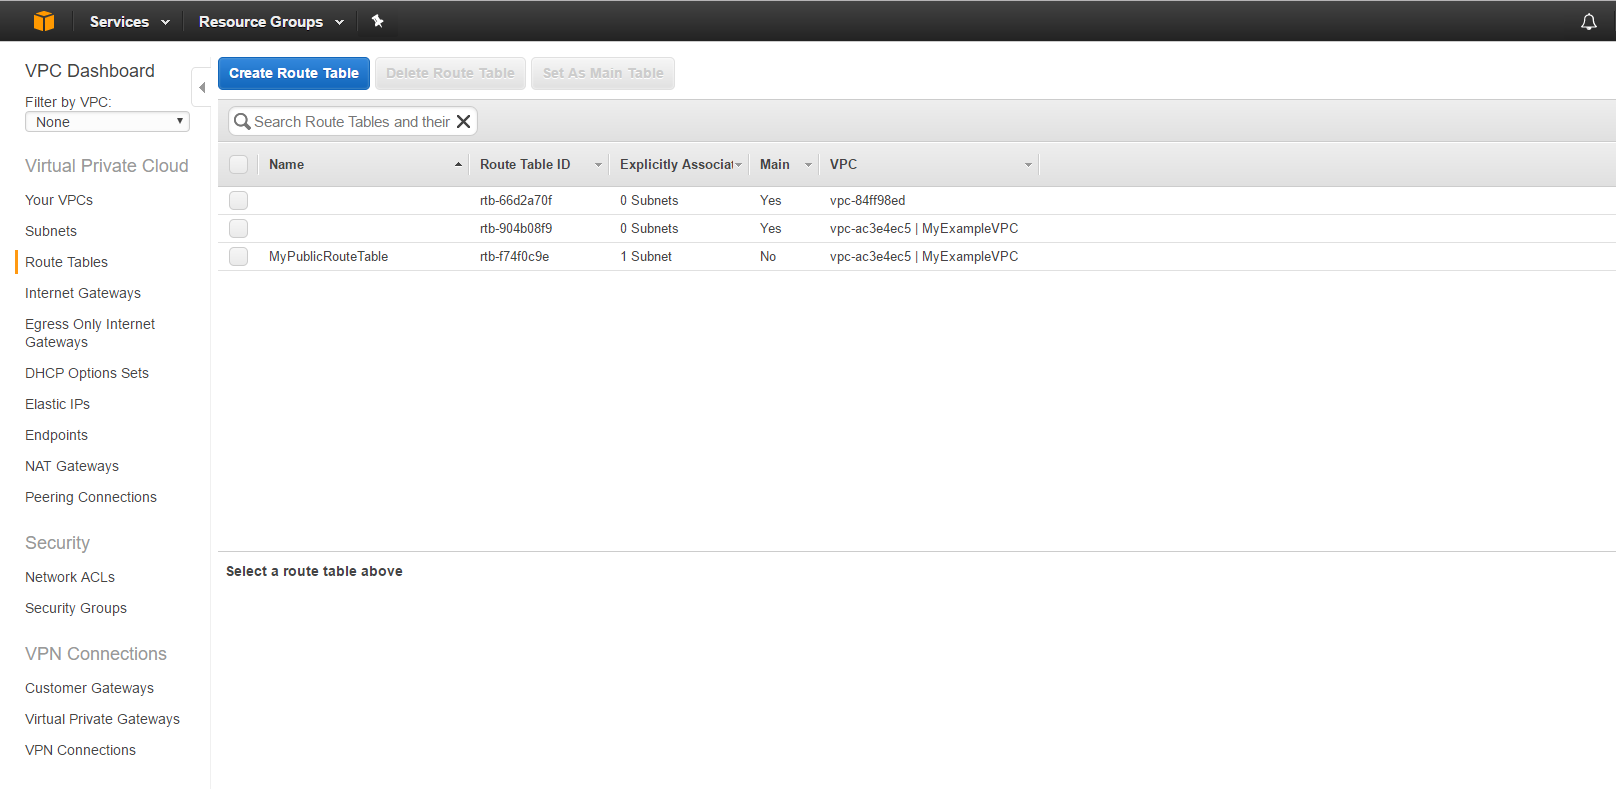 Services Resource Groups
VPC Dashboard
Filter by VPC:
None
Virtual Private Cloud
Your VPCs
Subnets
Route Tables
Internet Gateways
Egress Only Internet
Gateways
DHCP Options Sets
Elastic IPs
Endpoints
NAT Gateways
Peering Connections
Security
Network ACLs
Security Groups
VPN Connections
Customer Gateways
Virtual Private Gateways
VPN Connections
Create Route Table Delete Route Table Set As Main Table
Search Route Tables and their
Name Route Table ID Explicitly Associat Main VPC
rtb-66d2a70f 0 Subnets Yes vpc-84ff98ed
rtb-904b08f9 0 Subnets Yes vpc-ac3e4ec5 | MyExampleVPC
MyPublicRouteTable rtb-f74f0c9e 1 Subnet No vpc-ac3e4ec5 | MyExampleVPC
Select a route table above